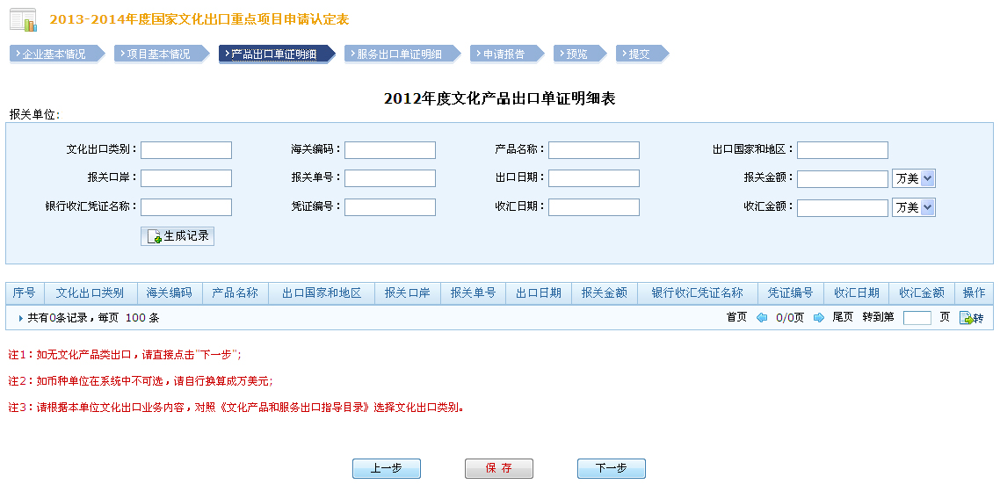 2013-2014年度国家文化出口重点项目申请认定表
企业基本情况 项目基本情况 产品出口单证明细 服务出口单证明细 申请报告 预览 提交
2012年度文化产品出口单证明细表
报关单位:
文化出口类别： 海关编码： 产品名称： 出口国家和地区：
报关口岸： 报关单号： 出口日期： 报关金额： 万美
银行收汇凭证名称： 凭证编号： 收汇日期： 收汇金额： 万美
生成记录
序号 文化出口类别 海关编码 产品名称 出口国家和地区 报关口岸 报关单号 出口日期 报关金额 银行收汇凭证名称 凭证编号 收汇日期 收汇金额 操作
共有0条记录，每页 100 条 首页 0/0页 尾页 转到第 页 转
注1：如无文化产品类出口，请直接点击"下一步";
注2：如币种单位在系统中不可选，请自行换算成万美元;
注3：请根据本单位文化出口业务内容，对照《文化产品和服务出口指导目录》选择文化出口类别。
上一步 保 存 下一步